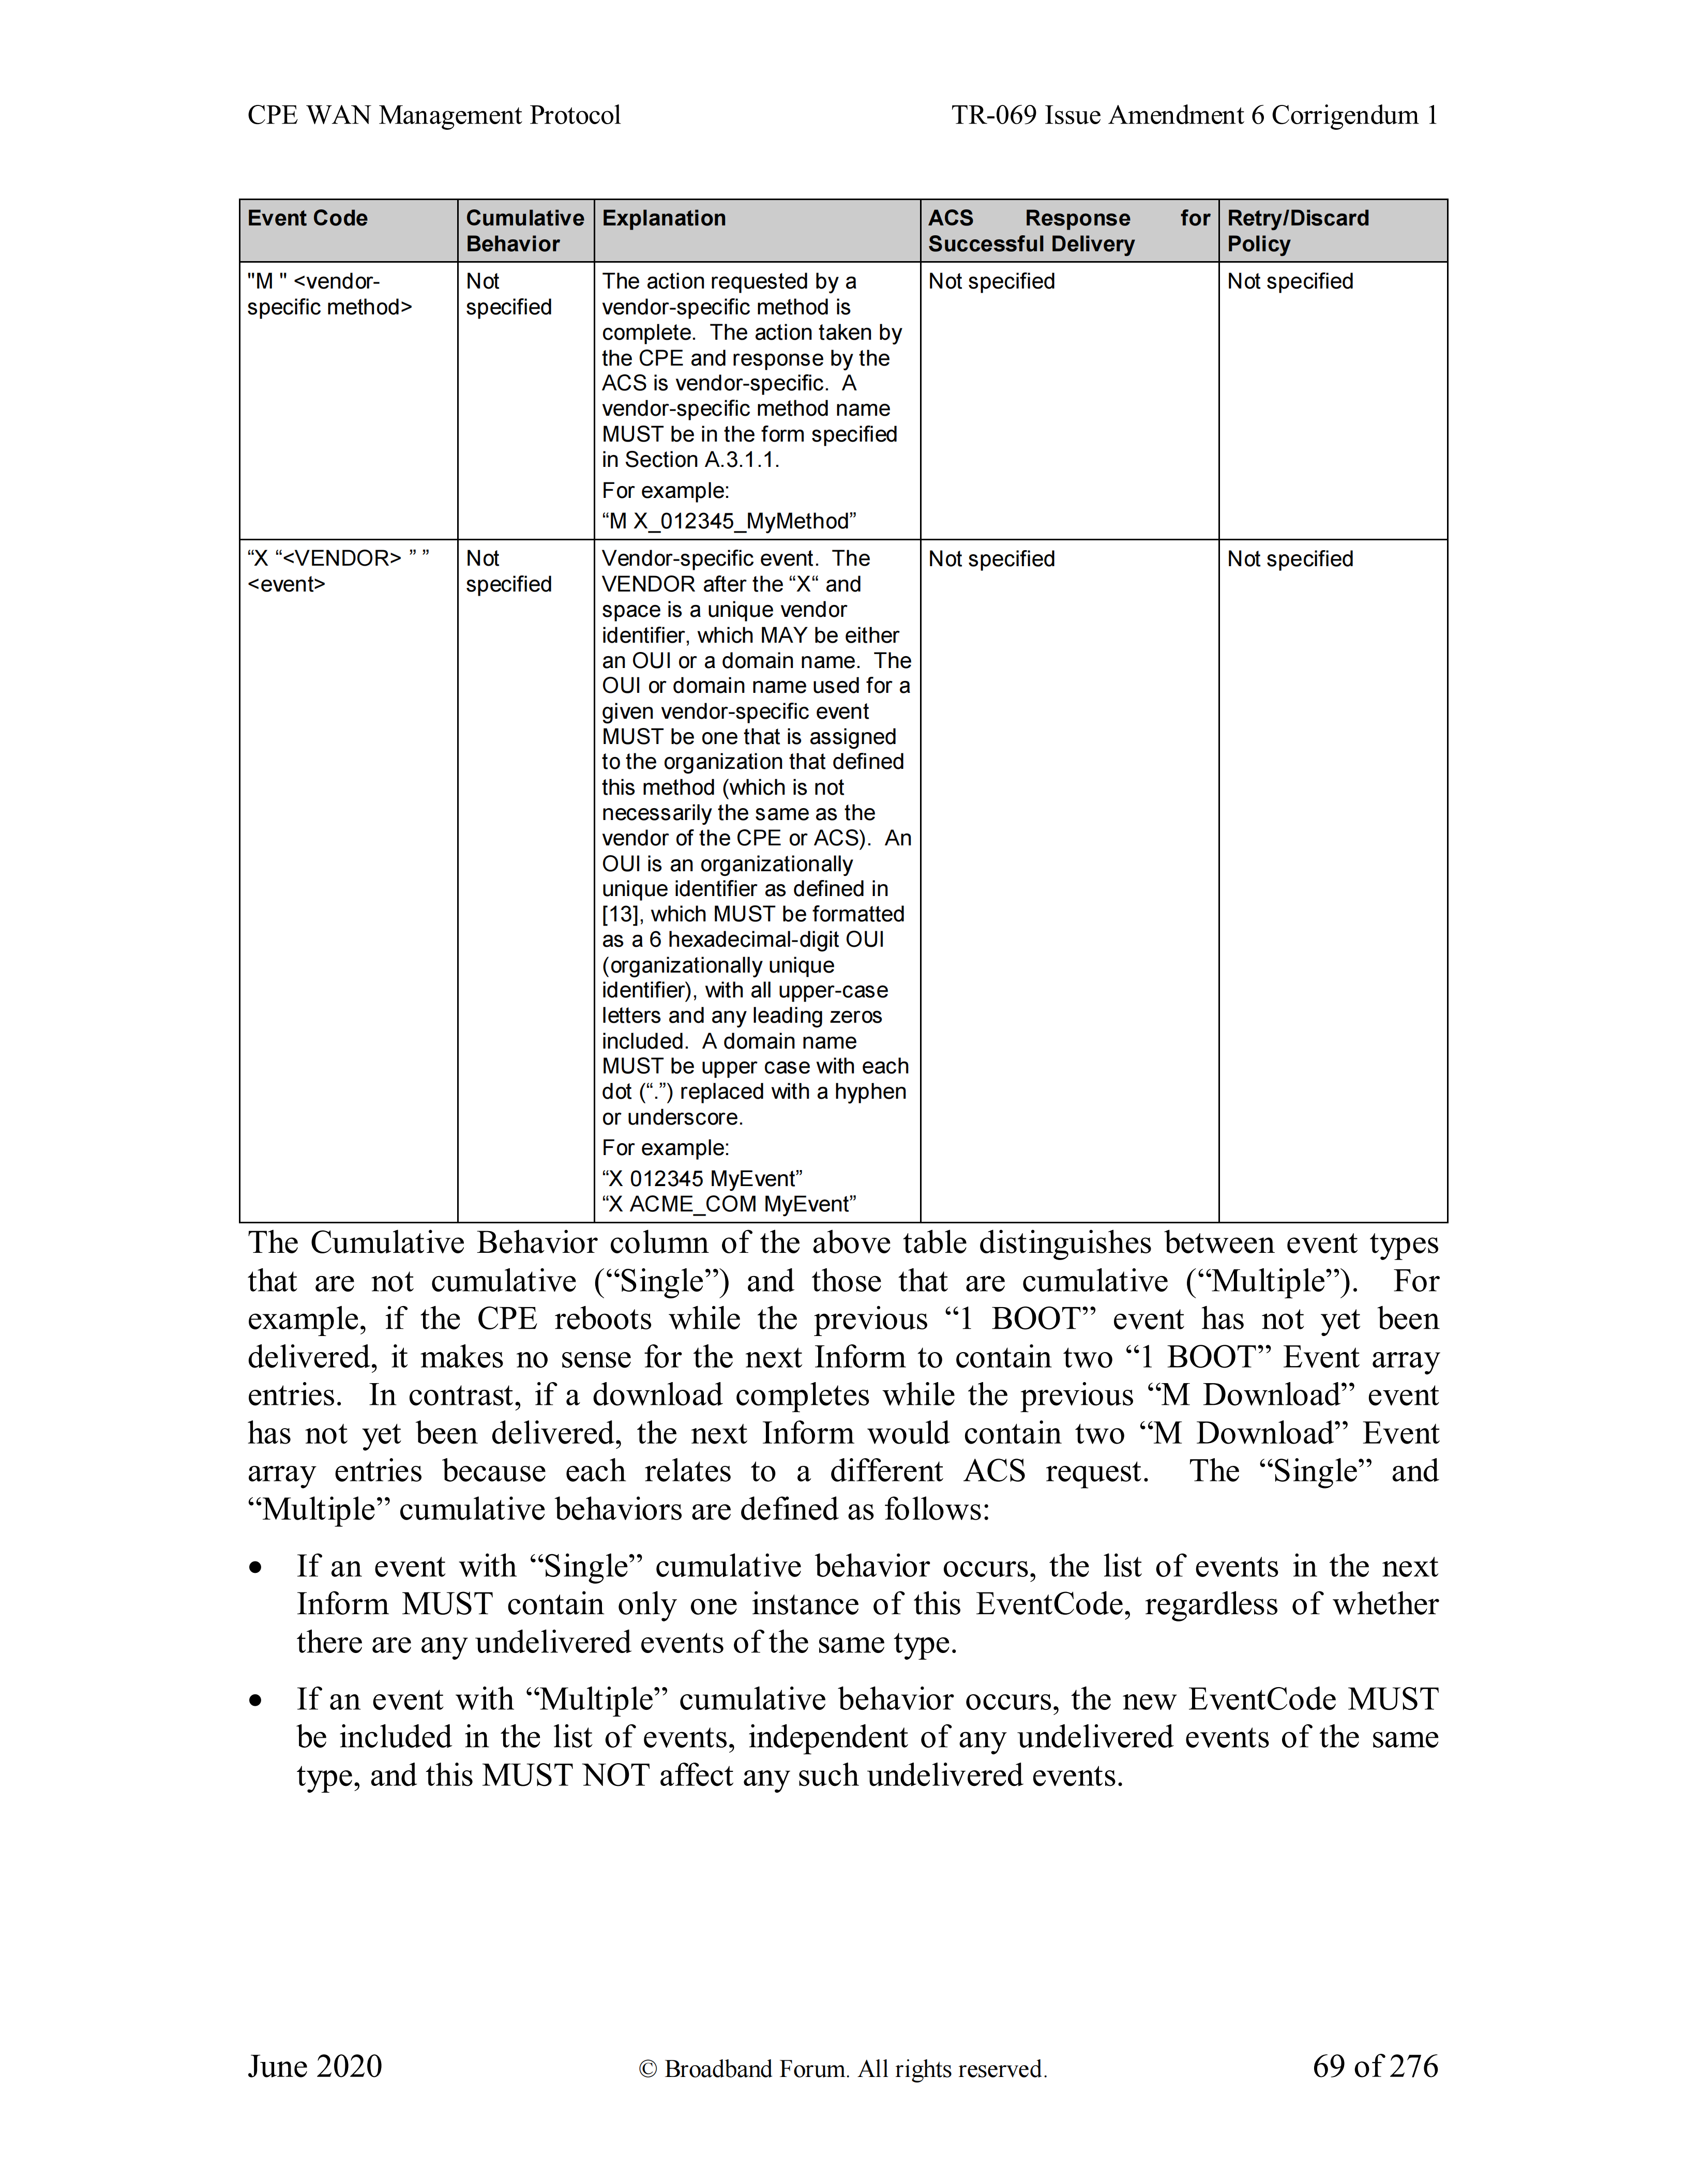 CPE WAN Management Protocol
TR-069 Issue Amendment 6 Corrigendum 1
Event Code
Cumulative
Behavior
Explanation
ACS Response for
Successful Delivery
Retry/Discard
Policy
"M " <vendor-
specific method>
Not
specified
The action requested by a
vendor-specific method is
complete.  The action taken by
the CPE and response by the
ACS is vendor-specific.  A
vendor-specific method name
MUST be in the form specified
in Section A.3.1.1.
For example:
“M X_012345_MyMethod”
Not specified
Not specified
“X “<VENDOR> ” ”
<event>
Not
specified
Vendor-specific event.  The
VENDOR after the “X“ and
space is a unique vendor
identifier, which MAY be either
an OUI or a domain name.  The
OUI or domain name used for a
given vendor-specific event
MUST be one that is assigned
to the organization that defined
this method (which is not
necessarily the same as the
vendor of the CPE or ACS).  An
OUI is an organizationally
unique identifier as defined in
[13], which MUST be formatted
as a 6 hexadecimal-digit OUI
(organizationally unique
identifier), with all upper-case
letters and any leading zeros
included.  A domain name
MUST be upper case with each
dot (“.”) replaced with a hyphen
or underscore.
For example:
“X 012345 MyEvent”
“X ACME_COM MyEvent”
Not specified
Not specified
The Cumulative Behavior column of the above table distinguishes between event types
that are not cumulative (“Single”) and those that are cumulative (“Multiple”).  For
example, if the CPE reboots while the previous “1 BOOT” event has not yet been
delivered, it makes no sense for the next Inform to contain two “1 BOOT” Event array
entries.  In contrast, if a download completes while the previous “M Download” event
has not yet been delivered, the next Inform would contain two “M Download” Event
array entries because each relates to a different ACS request.  The “Single” and
“Multiple” cumulative behaviors are defined as follows:
• If an event with “Single” cumulative behavior occurs, the list of events in the next
Inform MUST contain only one instance of this EventCode, regardless of whether
there are any undelivered events of the same type.
• If an event with “Multiple” cumulative behavior occurs, the new EventCode MUST
be included in the list of events, independent of any undelivered events of the same
type, and this MUST NOT affect any such undelivered events.
June 2020
© Broadband Forum. All rights reserved.
69 of 276